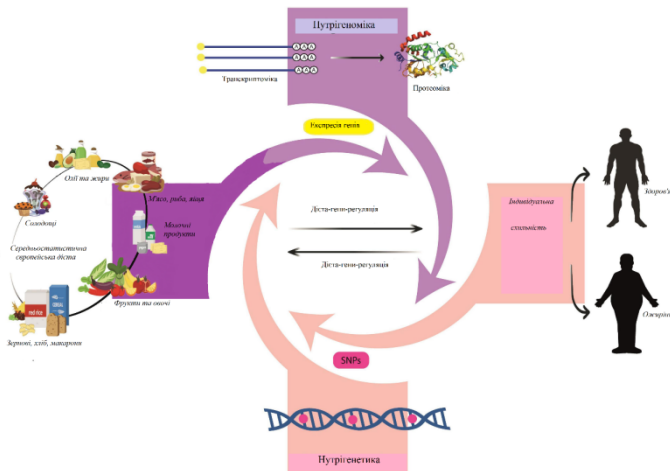 Нутрігеноміка
A A A
A A A
A A A
Транскриптоміка
Протеоміка
Експресія генів
Олії та жири
М'ясо, риба, яйця
Солодощі
Молочні
продукти
Середньостатистична
європейська дієта
Фрукти та овочі
Зернові, хліб, макарони
Дієта-гени-регуляція
Дієта-гени-регуляція
Індивідуальна
схильність
Здоров'я
Ожиріння
SNPs
Нутрігенетика